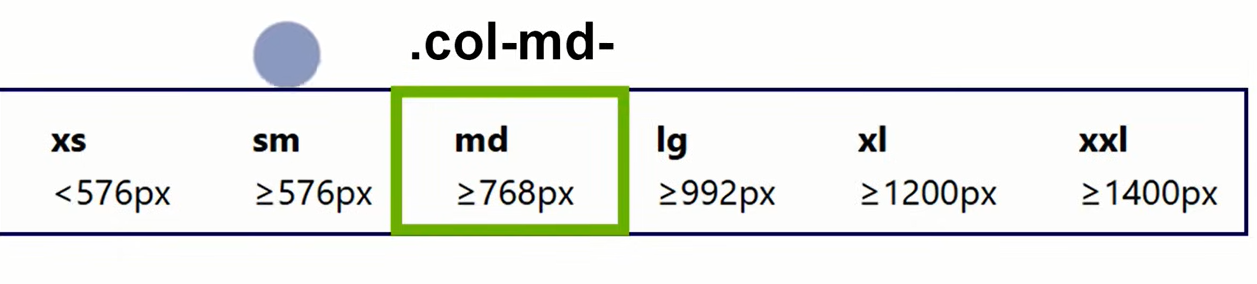 .col-md-
xs sm md lg xl xxl
<576px ≥576px ≥768px ≥992px ≥1200px ≥1400px